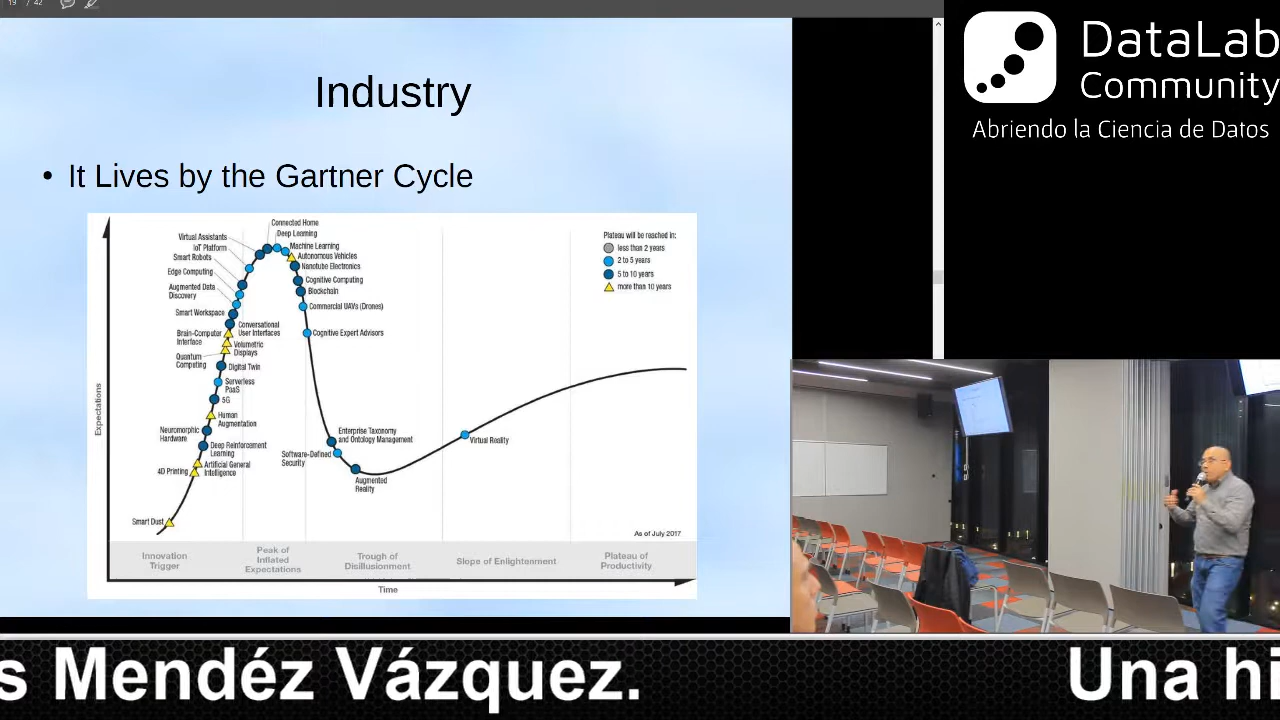 19 / 42
DataLab
Community
Abriendo la Ciencia de Datos
Industry
• It Lives by the Gartner Cycle
Expectations
Connected Home
Deep Learning
Virtual Assistants
Machine Learning
IoT Platform
Autonomous Vehicles
Smart Robots
Nanotube Electronics
Edge Computing
Cognitive Computing
Augmented Data
Discovery
Blockchain
Commercial UAVs (Drones)
Smart Workspace
Conversational
User Interfaces
Brain-Computer
Interface
Cognitive Expert Advisors
Volumetric
Displays
Quantum
Computing
Digital Twin
Serverless
PaaS
5G
Human
Augmentation
Neuromorphic
Hardware
Deep Reinforcement
Learning
Artificial General
Intelligence
4D Printing
Smart Dust
Enterprise Taxonomy
and Ontology Management
Software-Defined
Security
Augmented
Reality
Virtual Reality
Plateau will be reached in:
less than 2 years
2 to 5 years
5 to 10 years
more than 10 years
As of July 2017
Innovation
Trigger
Peak of
Inflated
Expectations
Trough of
Disillusionment
Slope of Enlightenment
Plateau of
Productivity
Time
s Mendéz Vázquez.
Una hi